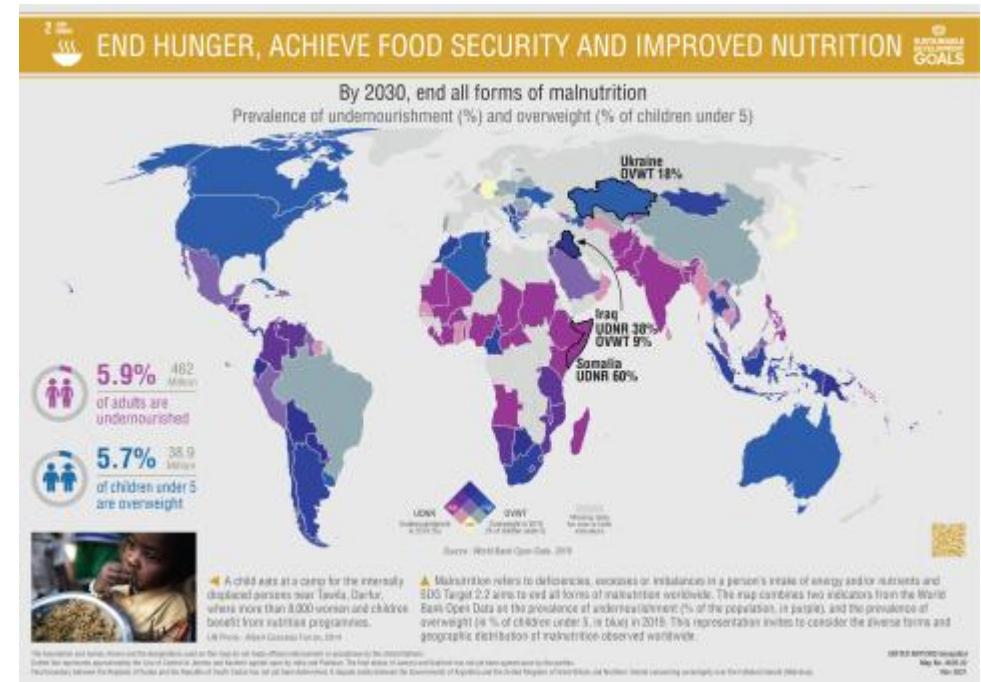 2
END HUNGER, ACHIEVE FOOD SECURITY AND IMPROVED NUTRITION
SUSTAINABLE
DEVELOPMENT
GOALS
By 2030, end all forms of malnutrition
Prevalence of undernourishment (%) and overweight (% of children under 5)
Ukraine
OVWT 18%
Iraq
UDNR 38%
OVWT 9%
Somalia
UDNR 60%
5.9% 462
Million
of adults are
undernourished
5.7% 38.9
Million
of children under 5
are overweight
UDNR
OVWT
Missing data
Source : World Bank Open Data, 2019
A child eats at a camp for the internally
displaced persons near Tawila, Darfur,
where more than 8,000 women and children
benefit from nutrition programmes.
UN Photo
Malnutrition refers to deficiencies, excesses or imbalances in a person's intake of energy and/or nutrients and
SDG Target 2.2 aims to end all forms of malnutrition worldwide. The map combines two indicators from the World
Bank Open Data on the prevalence of undernourishment (% of the population, in purple), and the prevalence of
overweight (in % of children under 5, in blue) in 2019. This representation invites to consider the diverse forms and
geographic distribution of malnutrition observed worldwide.